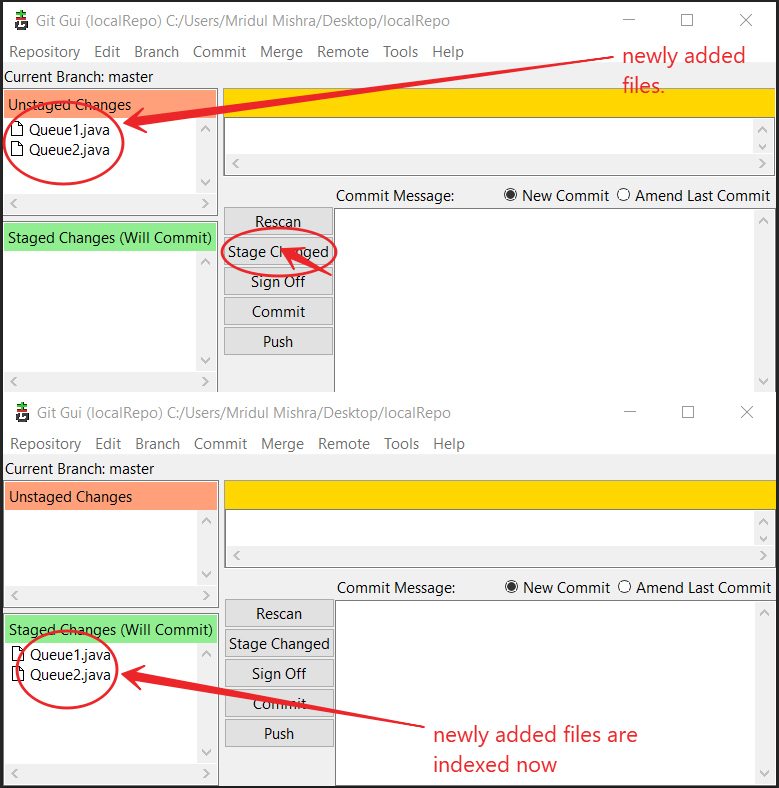 Git Gui (localRepo) C:/Users/Mridul Mishra/Desktop/localRepo
Repository Edit Branch Commit Merge Remote Tools Help
Current Branch: master
newly added
files.
Unstaged Changes
Queue1.java
Queue2.java
Commit Message: New Commit Amend Last Commit
Staged Changes (Will Commit)
Rescan
Stage Changed
Sign Off
Commit
Push
Git Gui (localRepo) C:/Users/Mridul Mishra/Desktop/localRepo
Repository Edit Branch Commit Merge Remote Tools Help
Current Branch: master
Unstaged Changes
Commit Message: New Commit Amend Last Commit
Staged Changes (Will Commit)
Queue1.java
Queue2.java
Rescan
Stage Changed
Sign Off
Commit
Push
newly added files are
indexed now